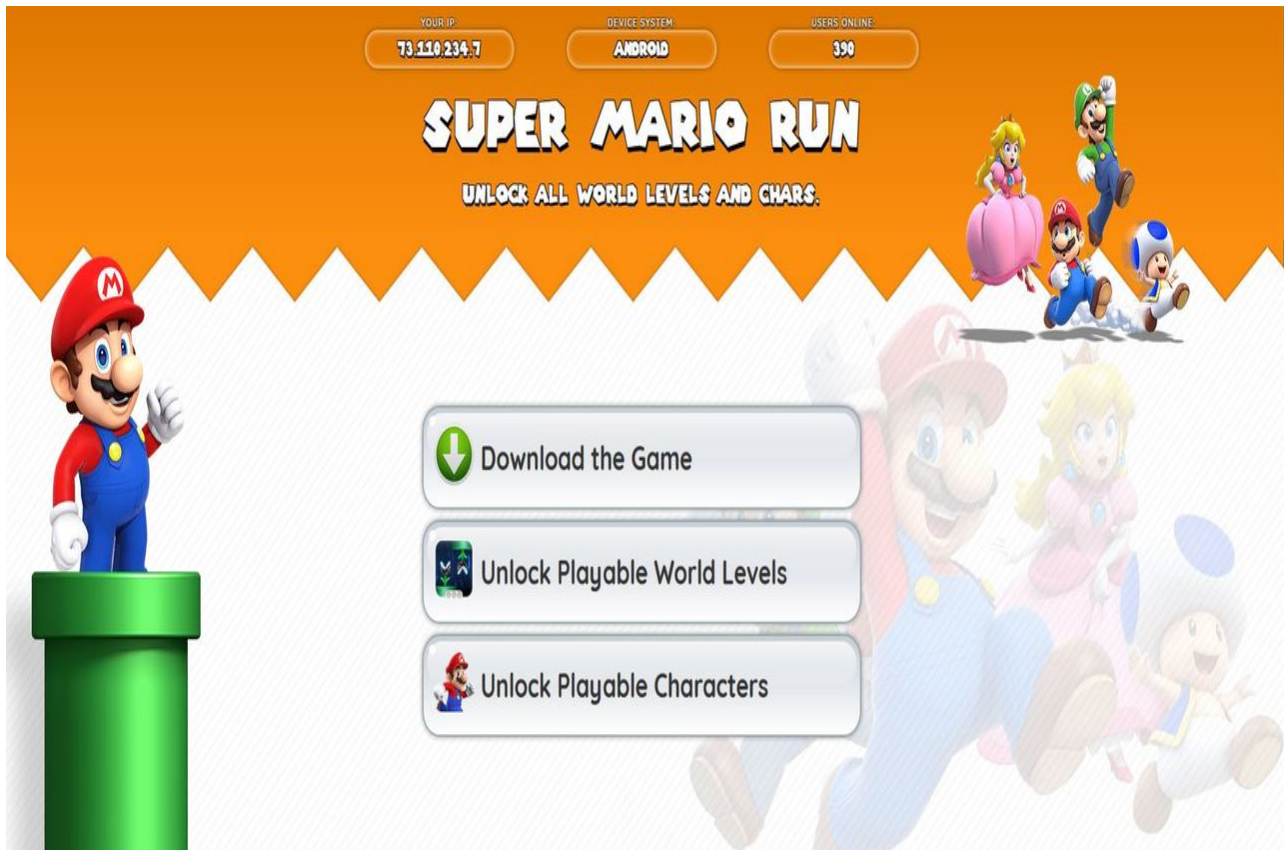 YOUR IP:
73.110.234.7
DEVICE SYSTEM:
ANDROID
USERS ONLINE:
390
SUPER MARIO RUN
UNLOCK ALL WORLD LEVELS AND CHARS.
Download the Game
Unlock Playable World Levels
Unlock Playable Characters